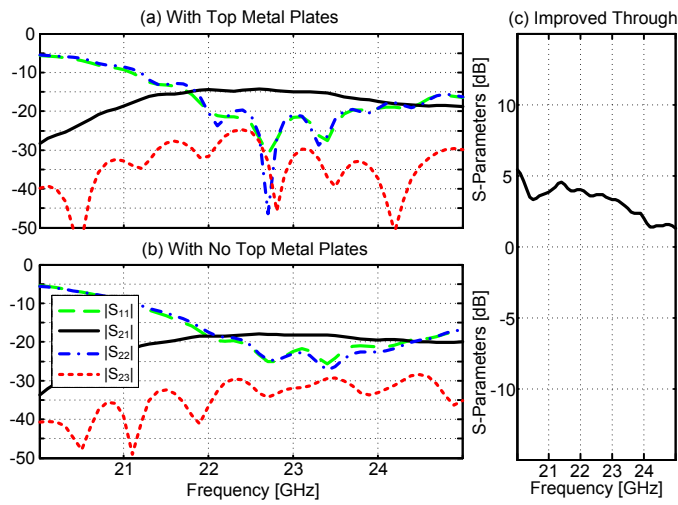 (a) With Top Metal Plates
0
-10
-20
-30
-40
-50
(b) With No Top Metal Plates
0
-10
-20
-30
-40
-50
|S11|
|S21|
|S22|
|S23|
21 22 23 24
Frequency [GHz]
(c) Improved Through
S-Parameters [dB]
S-Parameters [dB]
10
5
0
-5
-10
21 22 23 24
Frequency [GHz]